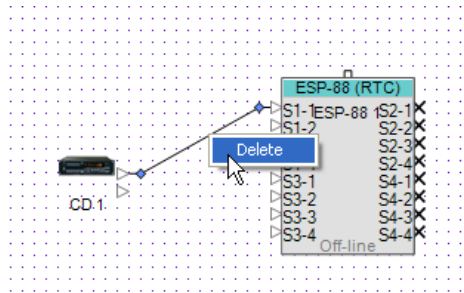 ESP-88 (RTC)
S1-1 ESP-88 1 S2-1
S1-2 S2-2
Delete S2-3
S2-4
S3-1 S4-1
S3-2 S4-2
S3-3 S4-3
S3-4 S4-4
Off-line
CD 1